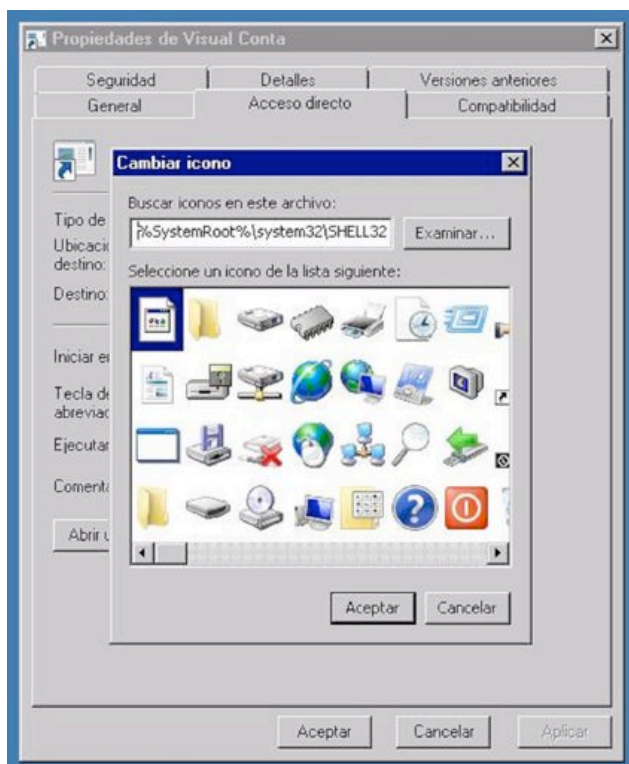 Propiedades de Visual Conta
Seguridad Detalles Versiones anteriores
General Acceso directo Compatibilidad
Cambiar icono
Buscar iconos en este archivo:
%SystemRoot%\system32\SHELL32 Examinar...
Seleccione un icono de la lista siguiente:
Tipo de
Ubicació
destino:
Destino:
Iniciar en
Tecla de
abreviac
Ejecutar
Comenta
Abrir u
Aceptar Cancelar
Aceptar Cancelar Aplicar